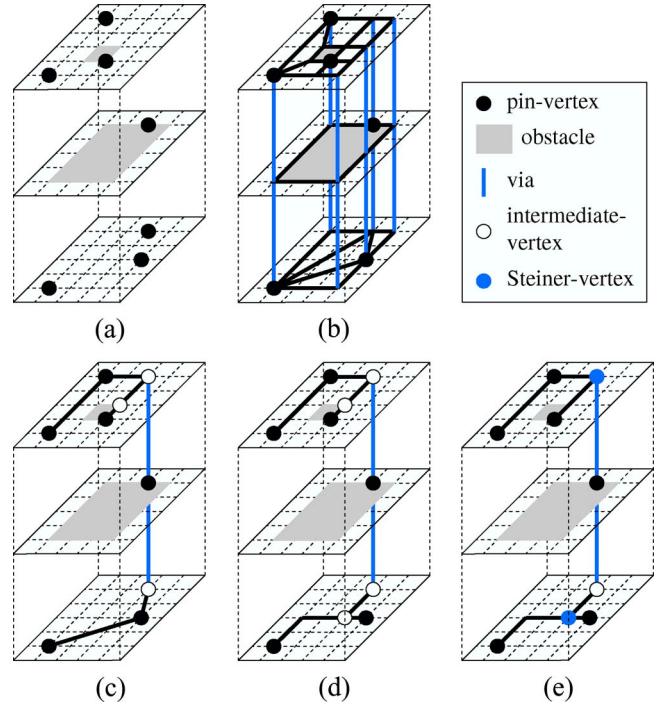 pin-vertex
obstacle
via
intermediate-
vertex
Steiner-vertex
(a)
(b)
(c)
(d)
(e)